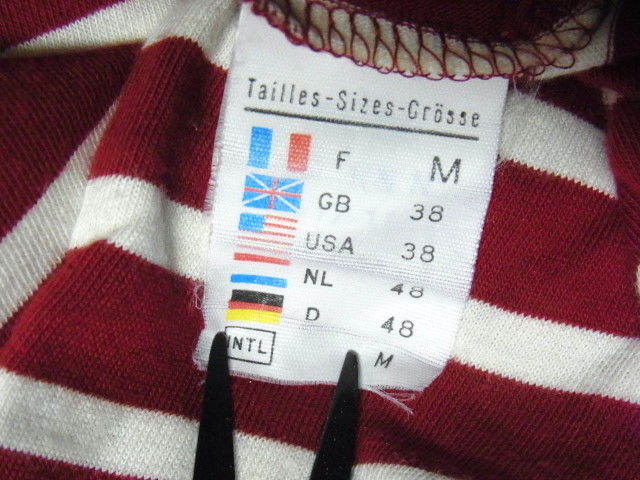 Tailles-Sizes-Grösse
F M
GB 38
USA 38
NL 48
D 48
INTL M